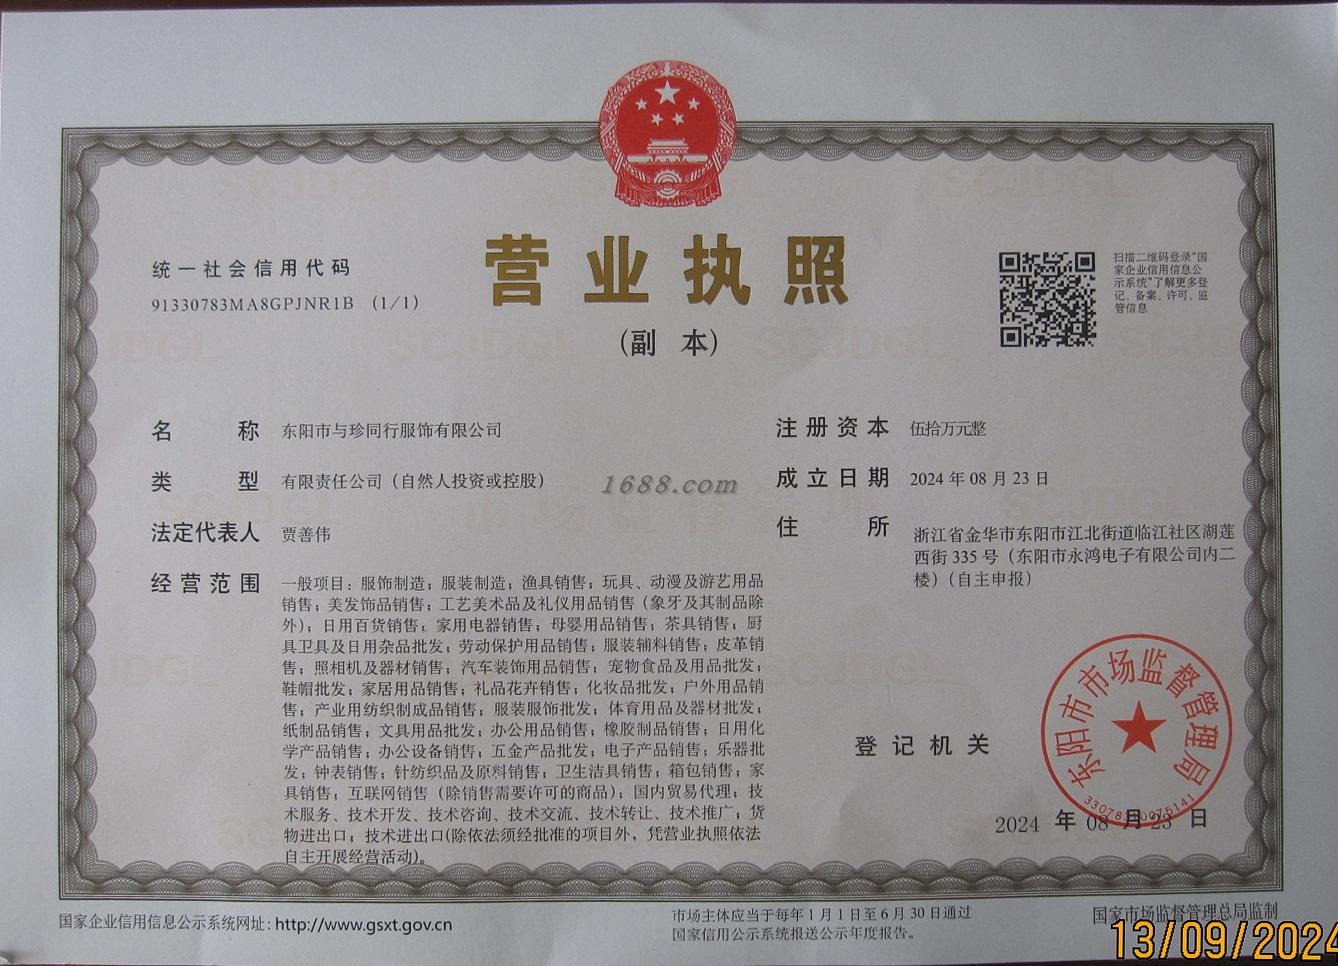 营业执照
（副 本）
统一社会信用代码
91330783MA8GPJNR1B （1/1）
扫描二维码登录“国
家企业信用信息公
示系统”了解更多登
记、备案、许可、监
管信息
名 称 东阳市与珍同行服饰有限公司
类 型 有限责任公司（自然人投资或控股）
法定代表人 贾善伟
经营范围 一般项目：服饰制造；服装制造；渔具销售；玩具、动漫及游艺用品
销售；美发饰品销售；工艺美术品及礼仪用品销售（象牙及其制品除
外）；日用百货销售；家用电器销售；母婴用品销售；茶具销售；厨
具卫具及日用杂品批发；劳动保护用品销售；服装辅料销售；皮革销
售；照相机及器材销售；汽车装饰用品销售；宠物食品及用品批发；
鞋帽批发；家居用品销售；礼品花卉销售；化妆品批发；户外用品销
售；产业用纺织制成品销售；服装服饰批发；体育用品及器材批发；
纸制品销售；文具用品批发；办公用品销售；橡胶制品销售；日用化
学产品销售；办公设备销售；五金产品批发；电子产品销售；乐器批
发；钟表销售；针纺织品及原料销售；卫生洁具销售；箱包销售；家
具销售；互联网销售（除销售需要许可的商品）；国内贸易代理；技
术服务、技术开发、技术咨询、技术交流、技术转让、技术推广；货
物进出口；技术进出口(除依法须经批准的项目外，凭营业执照依法
自主开展经营活动)。
注册资本 伍拾万元整
成立日期 2024年08月23日
住 所 浙江省金华市东阳市江北街道临江社区湖莲
西街335号（东阳市永鸿电子有限公司内二
楼）（自主申报）
1688.com
登记机关
东阳市市场监督管理局
2024 年 08 月 23 日
国家企业信用信息公示系统网址：http://www.gsxt.gov.cn
市场主体应当于每年1月1日至6月30日通过
国家信用公示系统报送公示年度报告。
国家市场监督管理总局监制
13/09/2024